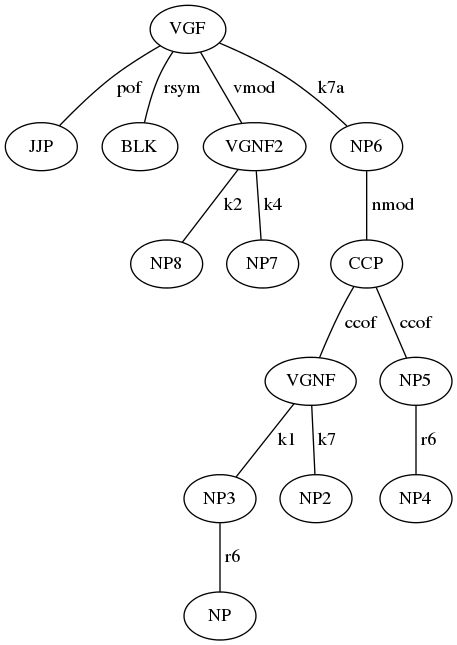 VGF
pof rsym vmod k7a
JJP BLK VGNF2 NP6
k2 k4 nmod
NP8 NP7 CCP
ccof ccof
VGNF NP5
k1 k7 r6
NP3 NP2 NP4
r6
NP